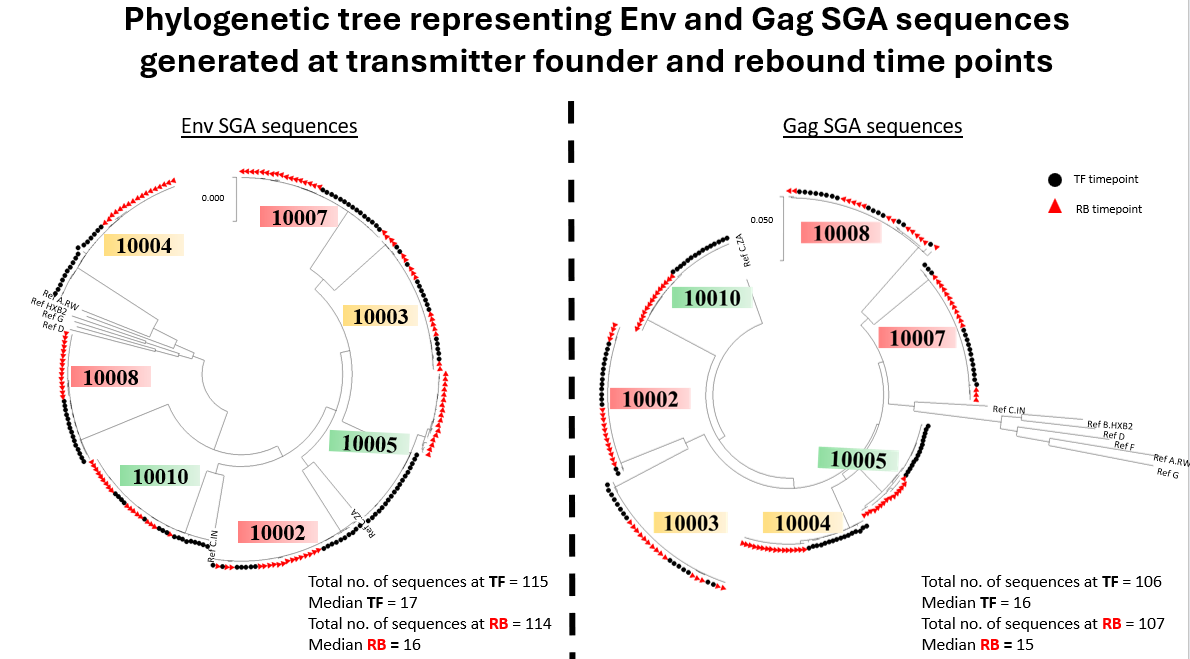 Phylogenetic tree representing Env and Gag SGA sequences
generated at transmitter founder and rebound time points
Env SGA sequences
0.000
10007
10004
10003
Ref A.RW
Ref HXB2
Ref G
Ref D
10008
10005
10010
Ref C.ZA
10002
Ref C.IN
Total no. of sequences at TF = 115
Median TF = 17
Total no. of sequences at RB = 114
Median RB = 16
Gag SGA sequences
TF timepoint
RB timepoint
0.050
10008
Ref C.ZA
10010
10007
10002
Ref C.IN
Ref B.HXB2
Ref D
Ref F
Ref A.RW
Ref G
10005
10003
10004
Total no. of sequences at TF = 106
Median TF = 16
Total no. of sequences at RB = 107
Median RB = 15